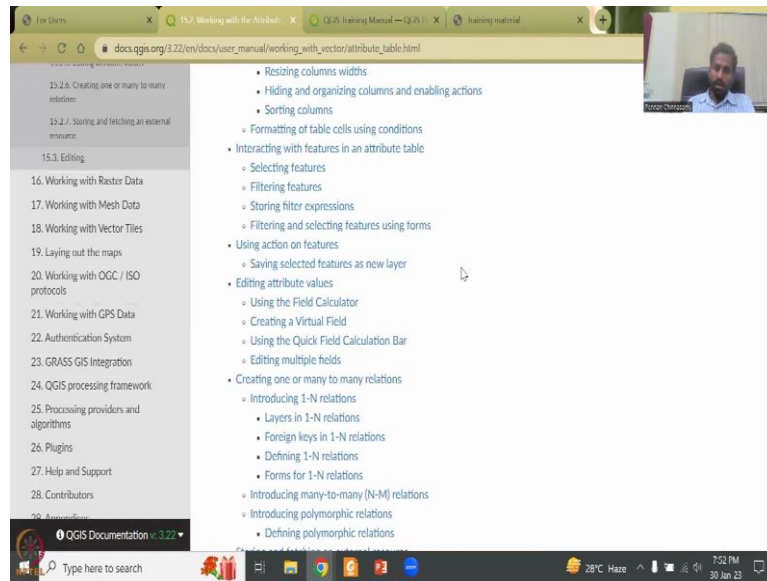 For Users
15.2. Working with the Attribute
QGIS Training Manual — QGIS D
training material
docs.qgis.org/3.22/en/docs/user_manual/working_with_vector/attribute_table.html
15.2.6. Creating one or many to many
relations
15.2.7. Storing and fetching an external
resource
15.3. Editing
16. Working with Raster Data
17. Working with Mesh Data
18. Working with Vector Tiles
19. Laying out the maps
20. Working with OGC / ISO
protocols
21. Working with GPS Data
22. Authentication System
23. GRASS GIS Integration
24. QGIS processing framework
25. Processing providers and
algorithms
26. Plugins
27. Help and Support
28. Contributors
29. Appendices
QGIS Documentation v: 3.22
Resizing columns widths
Hiding and organizing columns and enabling actions
Sorting columns
Formatting of table cells using conditions
Interacting with features in an attribute table
Selecting features
Filtering features
Storing filter expressions
Filtering and selecting features using forms
Using action on features
Saving selected features as new layer
Editing attribute values
Using the Field Calculator
Creating a Virtual Field
Using the Quick Field Calculation Bar
Editing multiple fields
Creating one or many to many relations
Introducing 1-N relations
Layers in 1-N relations
Foreign keys in 1-N relations
Defining 1-N relations
Forms for 1-N relations
Introducing many-to-many (N-M) relations
Introducing polymorphic relations
Defining polymorphic relations
Storing and fetching an external resource
Pennan Chinnasamy
NPTEL
Type here to search
28°C Haze
7:52 PM
30 Jan 23